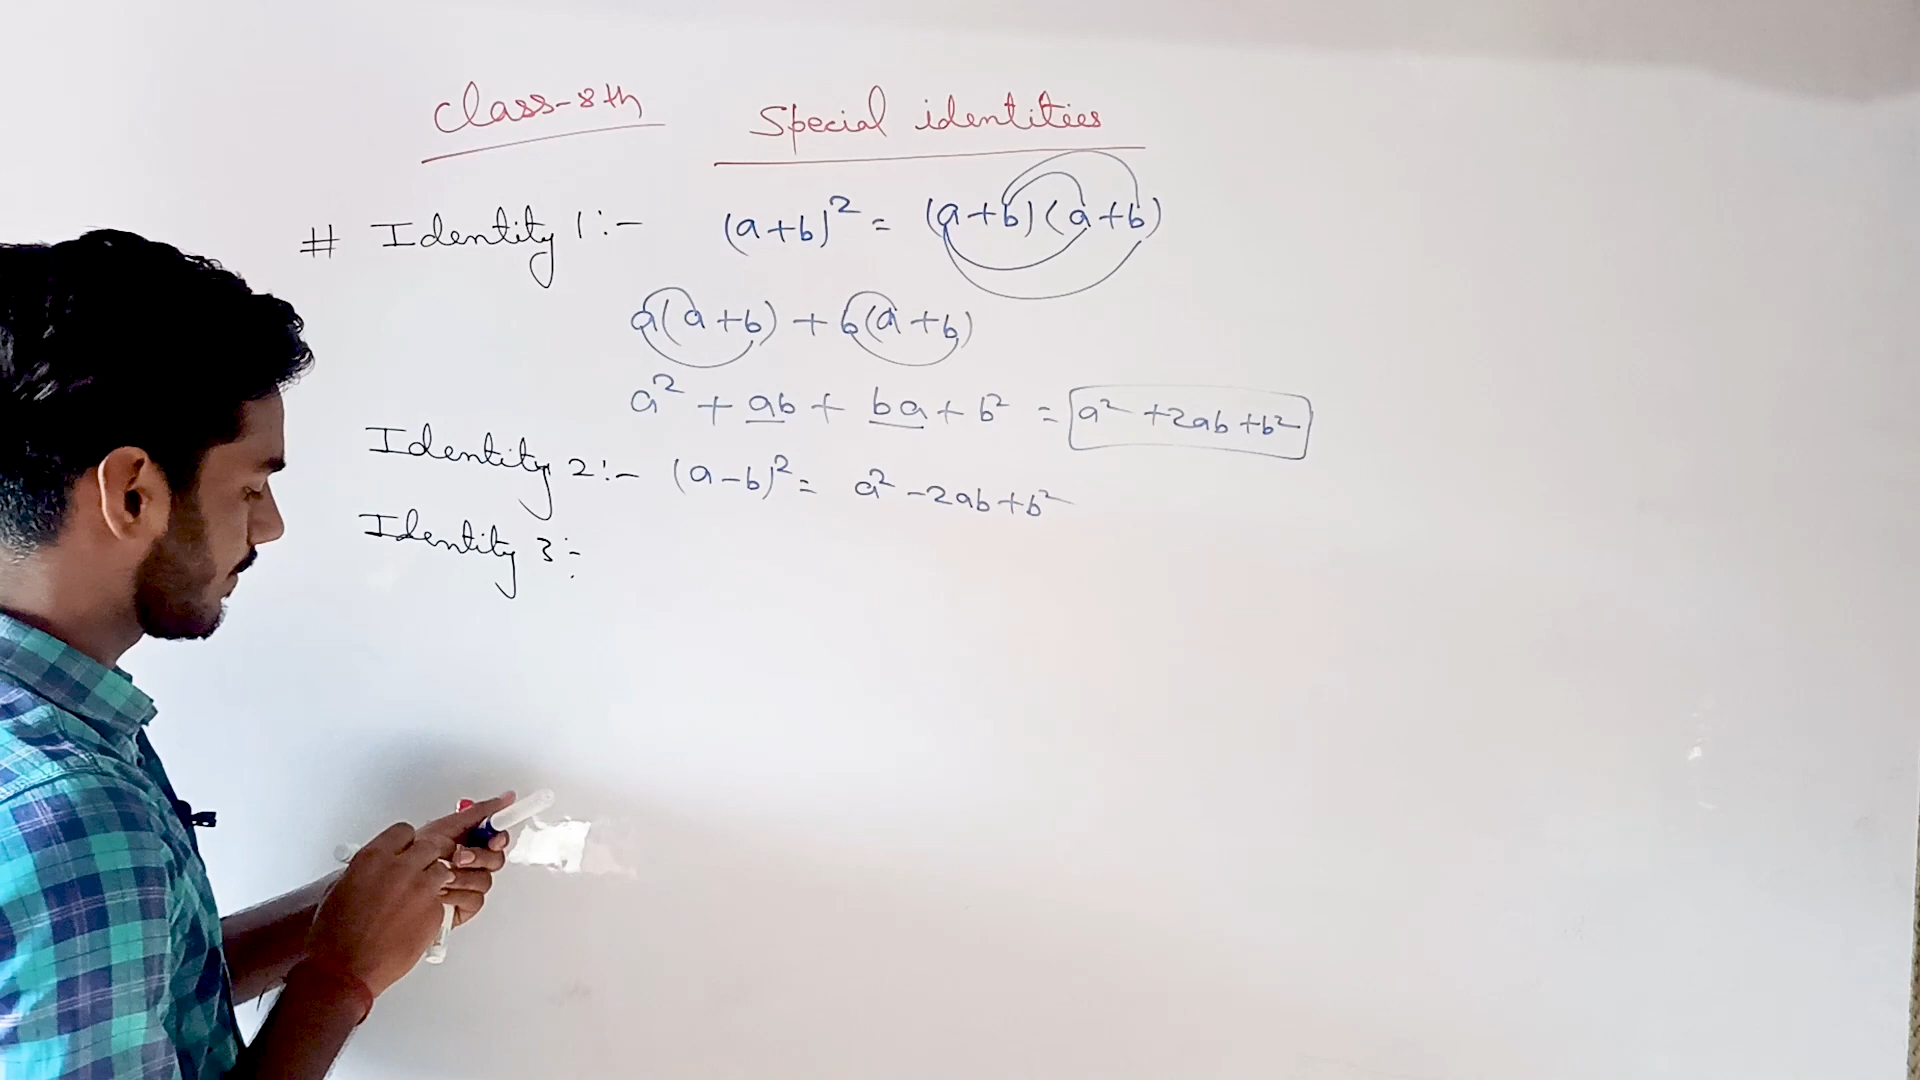 Class-8th Special identities
# Identity 1:- (a+b)² = (a+b)(a+b)
a(a+b) + b(a+b)
a² + ab + ba + b² = a² +2ab+b²
Identity 2:- (a-b)² = a² -2ab+b²
Identity 3:-